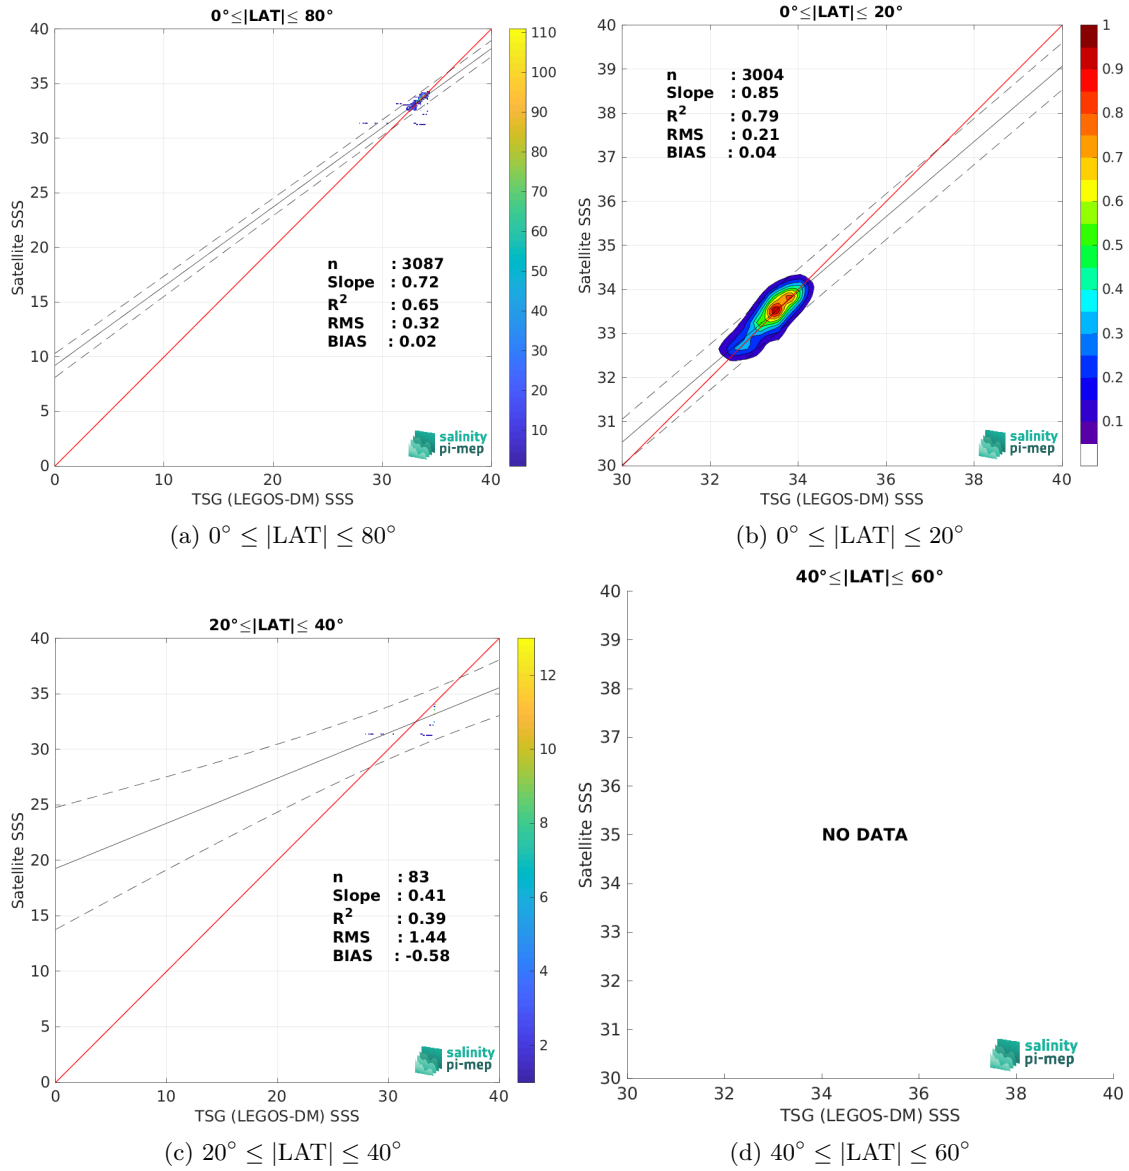 0°≤|LAT|≤ 80°
40
35
30
25
20
15
10
5
0
Satellite SSS
n : 3087
Slope : 0.72
R² : 0.65
RMS : 0.32
BIAS : 0.02
salinity
pi-mep
0 10 20 30 40
TSG (LEGOS-DM) SSS
110
100
90
80
70
60
50
40
30
20
10
(a) 0° ≤ |LAT| ≤ 80°
0°≤|LAT|≤ 20°
40
39
38
37
36
35
34
33
32
31
30
Satellite SSS
n : 3004
Slope : 0.85
R² : 0.79
RMS : 0.21
BIAS : 0.04
salinity
pi-mep
30 32 34 36 38 40
TSG (LEGOS-DM) SSS
1
0.9
0.8
0.7
0.6
0.5
0.4
0.3
0.2
0.1
(b) 0° ≤ |LAT| ≤ 20°
20°≤|LAT|≤ 40°
40
35
30
25
20
15
10
5
0
Satellite SSS
n : 83
Slope : 0.41
R² : 0.39
RMS : 1.44
BIAS : -0.58
salinity
pi-mep
0 10 20 30 40
TSG (LEGOS-DM) SSS
12
10
8
6
4
2
(c) 20° ≤ |LAT| ≤ 40°
40°≤|LAT|≤ 60°
40
39
38
37
36
35
34
33
32
31
30
Satellite SSS
NO DATA
salinity
pi-mep
30 32 34 36 38 40
TSG (LEGOS-DM) SSS
(d) 40° ≤ |LAT| ≤ 60°